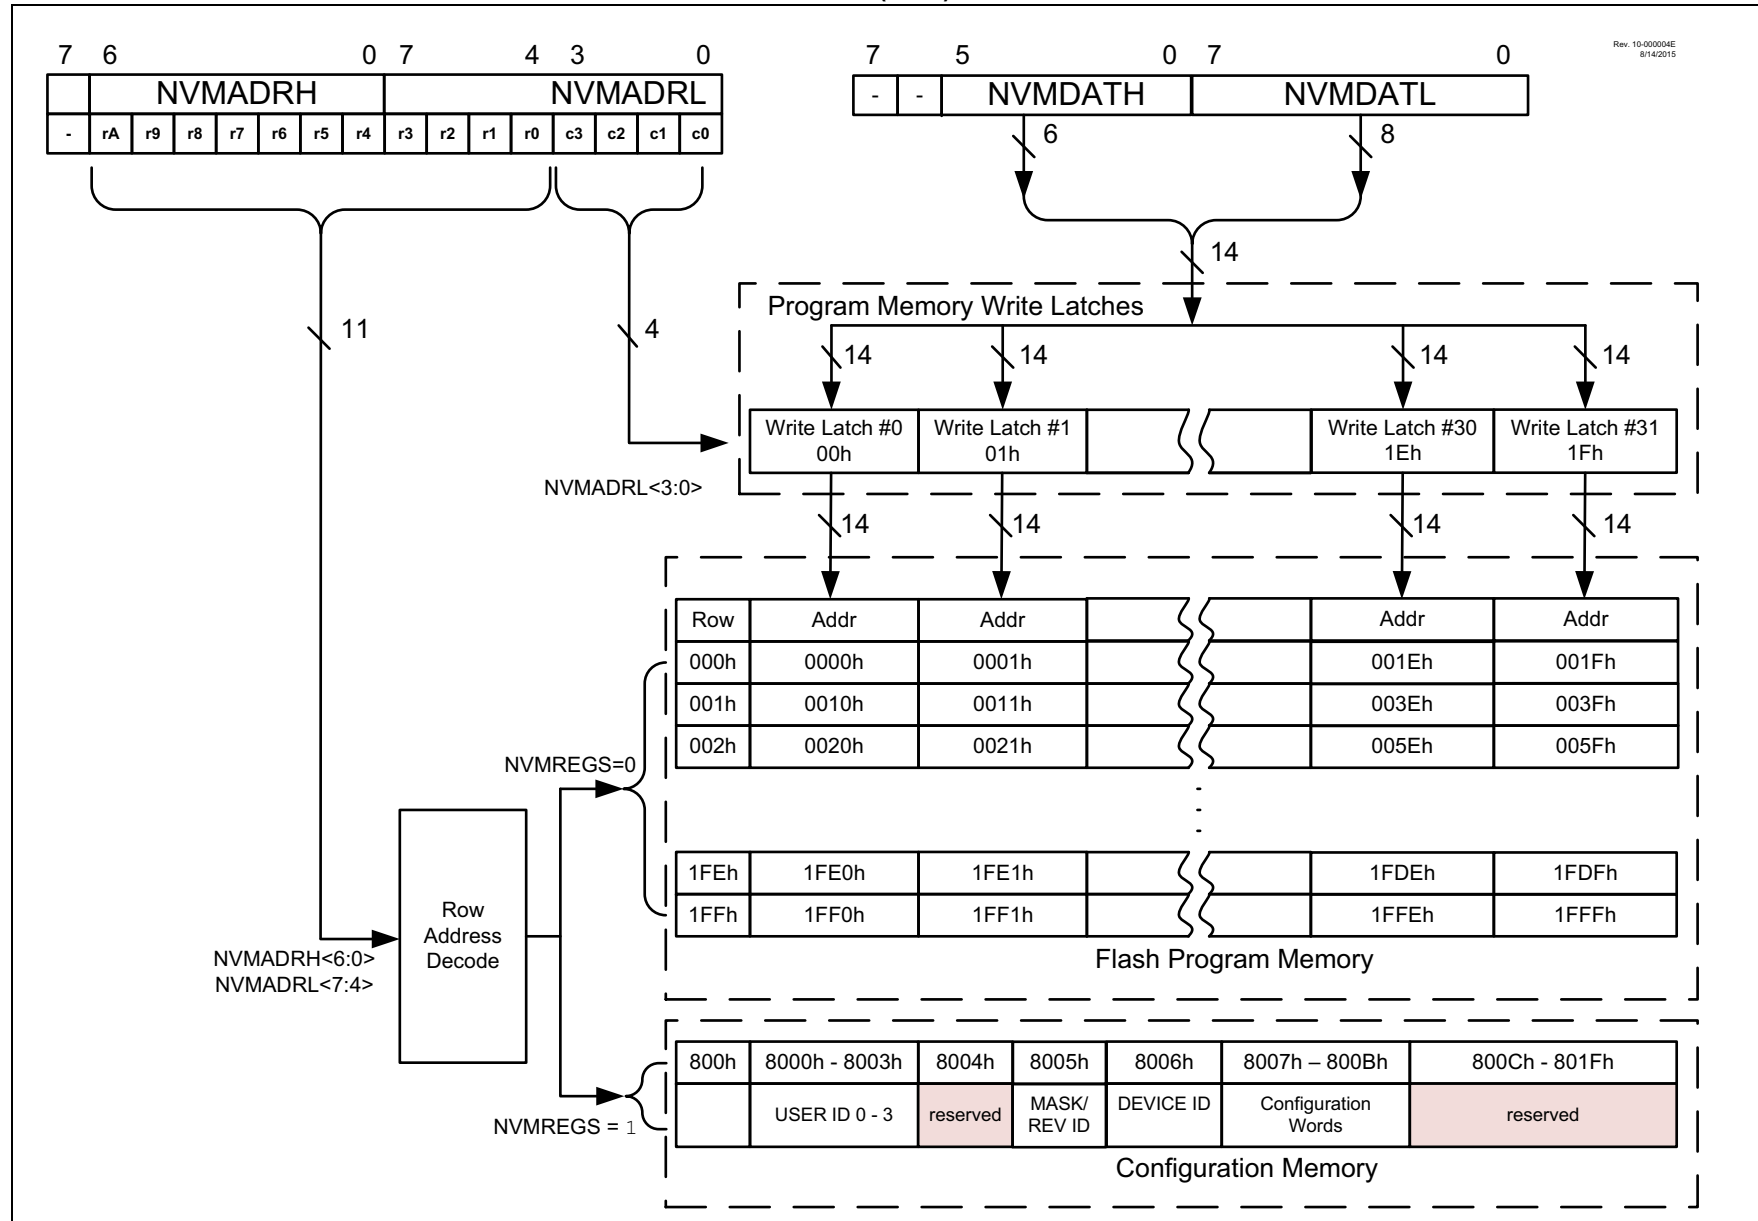 7 6 0 7 4 3 0
7 5 0 7 0
Rev. 10-000004E
8/14/2015
NVMADRH NVMADRL
- rA r9 r8 r7 r6 r5 r4 r3 r2 r1 r0 c3 c2 c1 c0
- - NVMDATH NVMDATL
6 8
14
11 4
Program Memory Write Latches
14 14 14 14
Write Latch #0 Write Latch #1 Write Latch #30 Write Latch #31
00h 01h 1Eh 1Fh
NVMADRL<3:0>
14 14 14 14
Row Addr Addr Addr Addr
000h 0000h 0001h 001Eh 001Fh
001h 0010h 0011h 003Eh 003Fh
002h 0020h 0021h 005Eh 005Fh
NVMREGS=0
1FEh 1FE0h 1FE1h 1FDEh 1FDFh
1FFh 1FF0h 1FF1h 1FFEh 1FFFh
Flash Program Memory
Row
Address
Decode
NVMADRH<6:0>
NVMADRL<7:4>
800h 8000h - 8003h 8004h 8005h 8006h 8007h – 800Bh 800Ch - 801Fh
USER ID 0 - 3 reserved MASK/ DEVICE ID Configuration reserved
REV ID Words
NVMREGS = 1
Configuration Memory